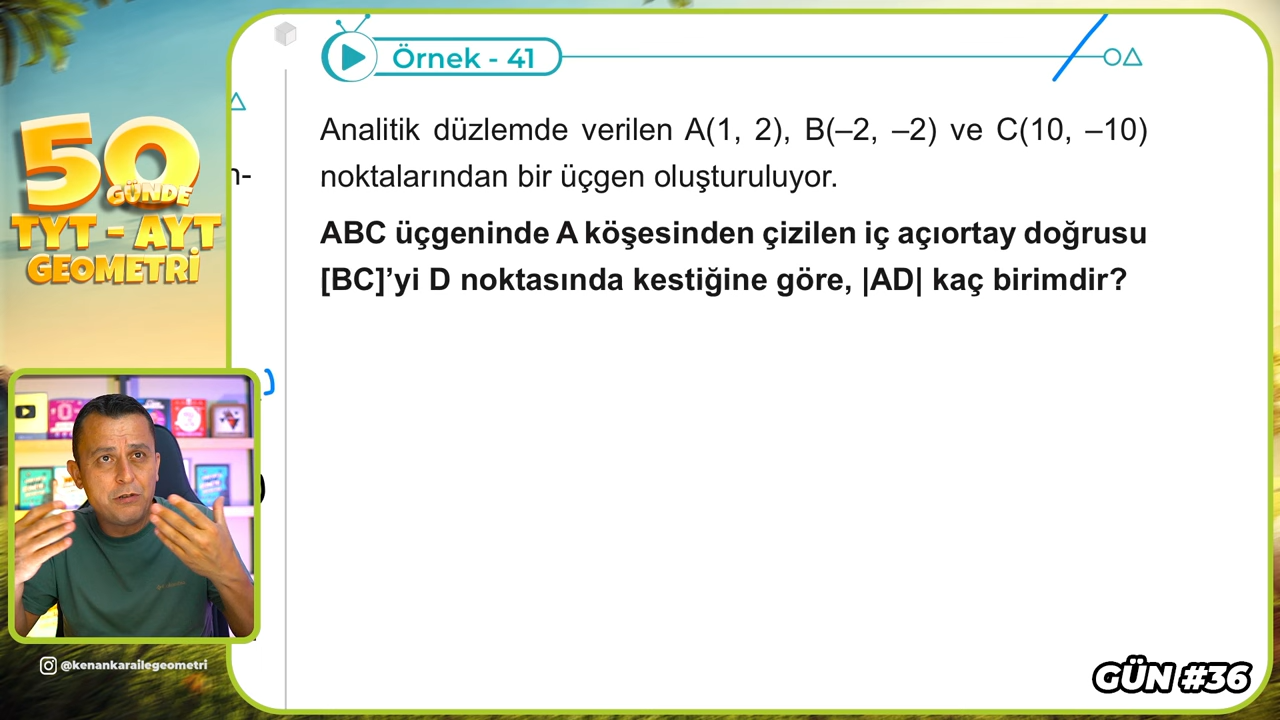 Örnek - 41
50
GÜNDE
TYT - AYT
GEOMETRİ
n-
Analitik düzlemde verilen A(1, 2), B(–2, –2) ve C(10, –10)
noktalarından bir üçgen oluşturuluyor.
ABC üçgeninde A köşesinden çizilen iç açıortay doğrusu
[BC]’yi D noktasında kestiğine göre, |AD| kaç birimdir?
@kenankarailegeometri
GÜN #36